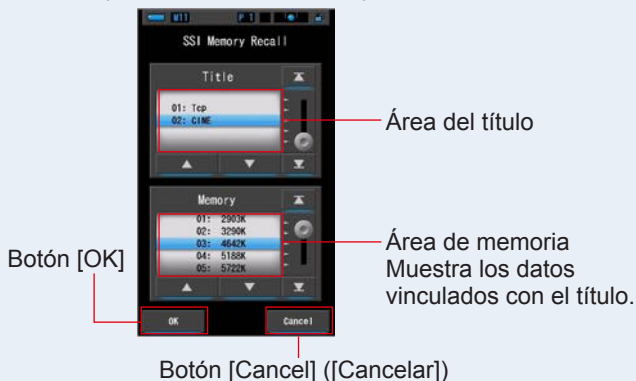 M11 P 1
SSI Memory Recall
Title
01: Tcp
02: CINE
Área del título
Memory
01: 2903K
02: 3290K
03: 4642K
04: 5188K
05: 5722K
Área de memoria
Muestra los datos
vinculados con el título.
Botón [OK]
OK
Cancel
Botón [Cancel] ([Cancelar])